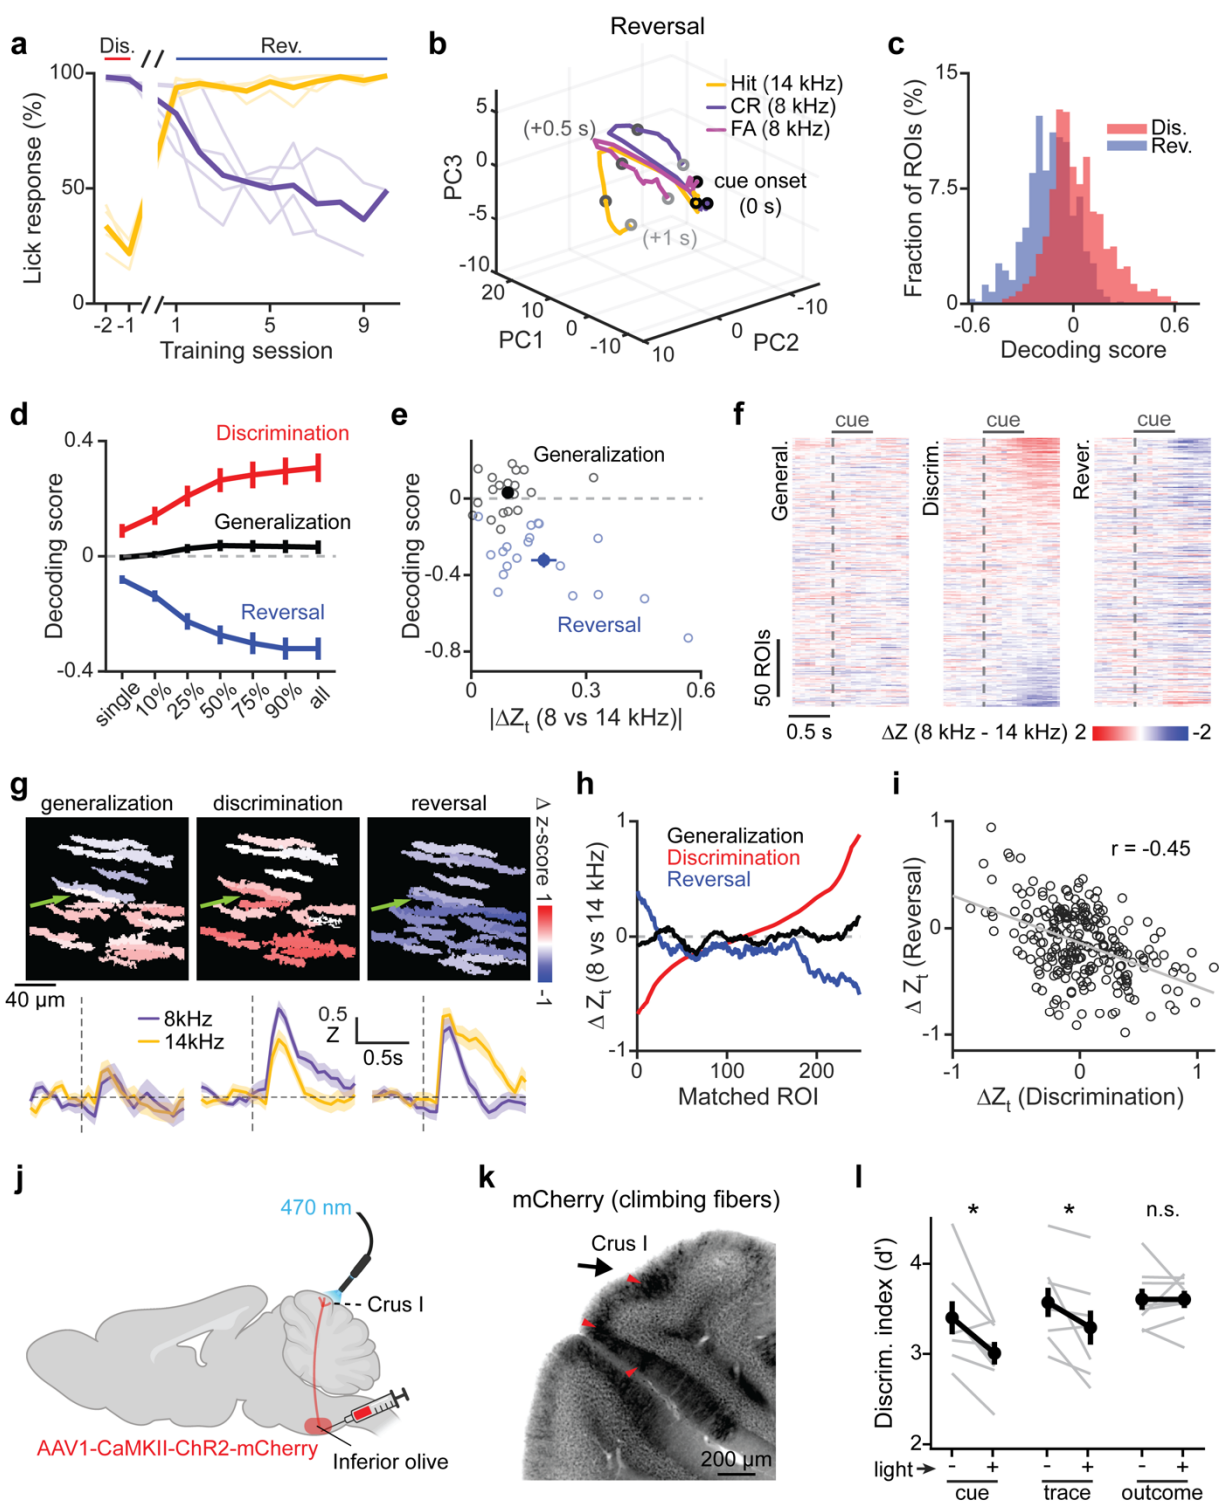 a
Dis.
Rev.
Lick response (%)
100
50
0
-2
-1
1
5
9
Training session
b
Reversal
Hit (14 kHz)
CR (8 kHz)
FA (8 kHz)
(+0.5 s)
cue onset
(0 s)
(+1 s)
PC3
5
0
-5
-10
20
10
0
-10
PC1
10
0
-10
PC2
c
Fraction of ROIs (%)
15
7.5
0
Dis.
Rev.
-0.6
0
0.6
Decoding score
d
Decoding score
0.4
0
-0.4
Discrimination
Generalization
Reversal
single
10%
25%
50%
75%
90%
all
e
Decoding score
0
-0.4
-0.8
Generalization
Reversal
0
0.3
0.6
|ΔZt (8 vs 14 kHz)|
f
cue
cue
cue
General.
Discrim.
Rever.
50 ROIs
0.5 s
ΔZ (8 kHz - 14 kHz)
2
-2
g
generalization
discrimination
reversal
Δ z-score
1
-1
40 µm
8kHz
14kHz
0.5
Z
0.5s
h
Δ Zt (8 vs 14 kHz)
1
0
-1
Generalization
Discrimination
Reversal
0
100
200
Matched ROI
i
Δ Zt (Reversal)
1
0
-1
r = -0.45
-1
0
1
ΔZt (Discrimination)
j
470 nm
Crus I
AAV1-CaMKII-ChR2-mCherry
Inferior olive
k
mCherry (climbing fibers)
Crus I
200 µm
l
Discrim. index (d')
4
3
2
*
*
n.s.
light
-
+
-
+
-
+
cue
trace
outcome